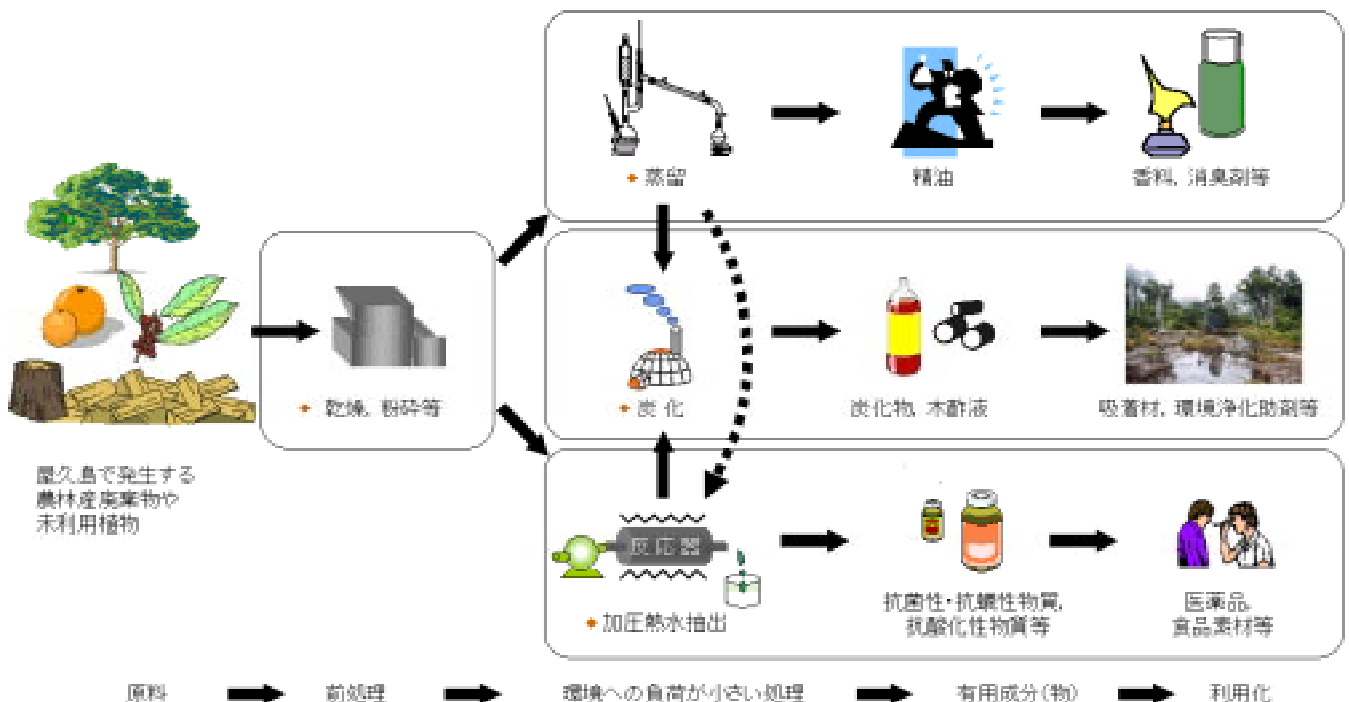 蒸留
精油
香料, 消臭剤等
乾燥, 粉砕等
炭化
炭化物, 木酢液
吸着材, 環境浄化助剤等
屋久島で発生する
農林産廃棄物や
未利用植物
反応器
加圧熱水抽出
抗菌性・抗蟻性物質,
抗酸化性物質等
医薬品,
食品素材等
原料
前処理
環境への負荷が小さい処理
有用成分(物)
利用化